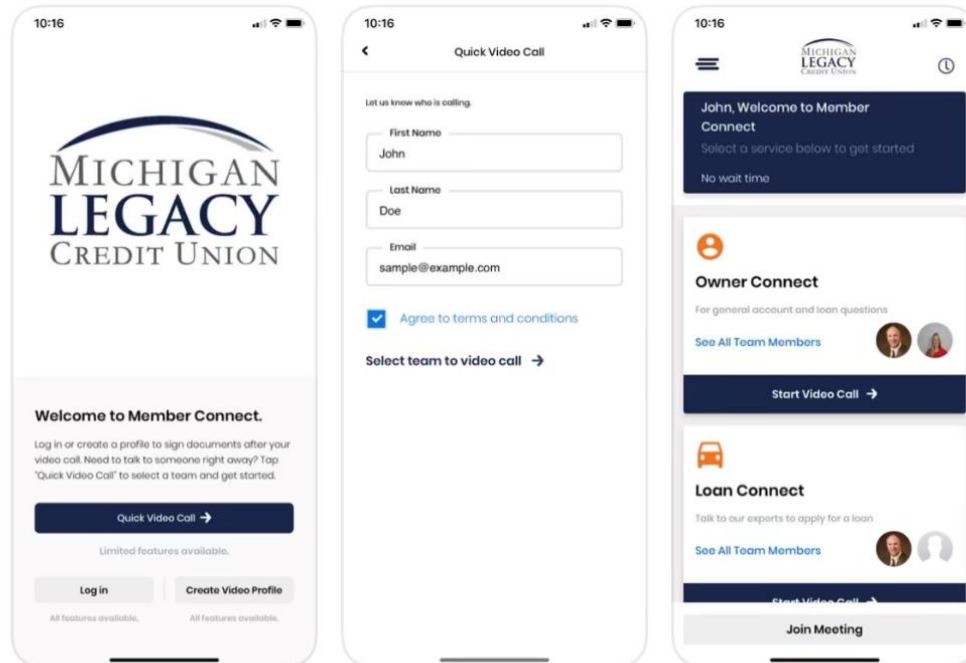 10:16
MICHIGAN
LEGACY
CREDIT UNION
Welcome to Member Connect.
Log in or create a profile to sign documents after your
video call. Need to talk to someone right away? Tap
"Quick Video Call" to select a team and get started.
Quick Video Call →
Limited features available.
Log in
Create Video Profile
All features available.
All features available.
10:16
Quick Video Call
Let us know who is calling.
First Name
John
Last Name
Doe
Email
sample@example.com
Agree to terms and conditions
Select team to video call →
10:16
MICHIGAN
LEGACY
CREDIT UNION
John, Welcome to Member
Connect
Select a service below to get started
No wait time
Owner Connect
For general account and loan questions
See All Team Members
Start Video Call →
Loan Connect
Talk to our experts to apply for a loan
See All Team Members
Start Video Call →
Join Meeting